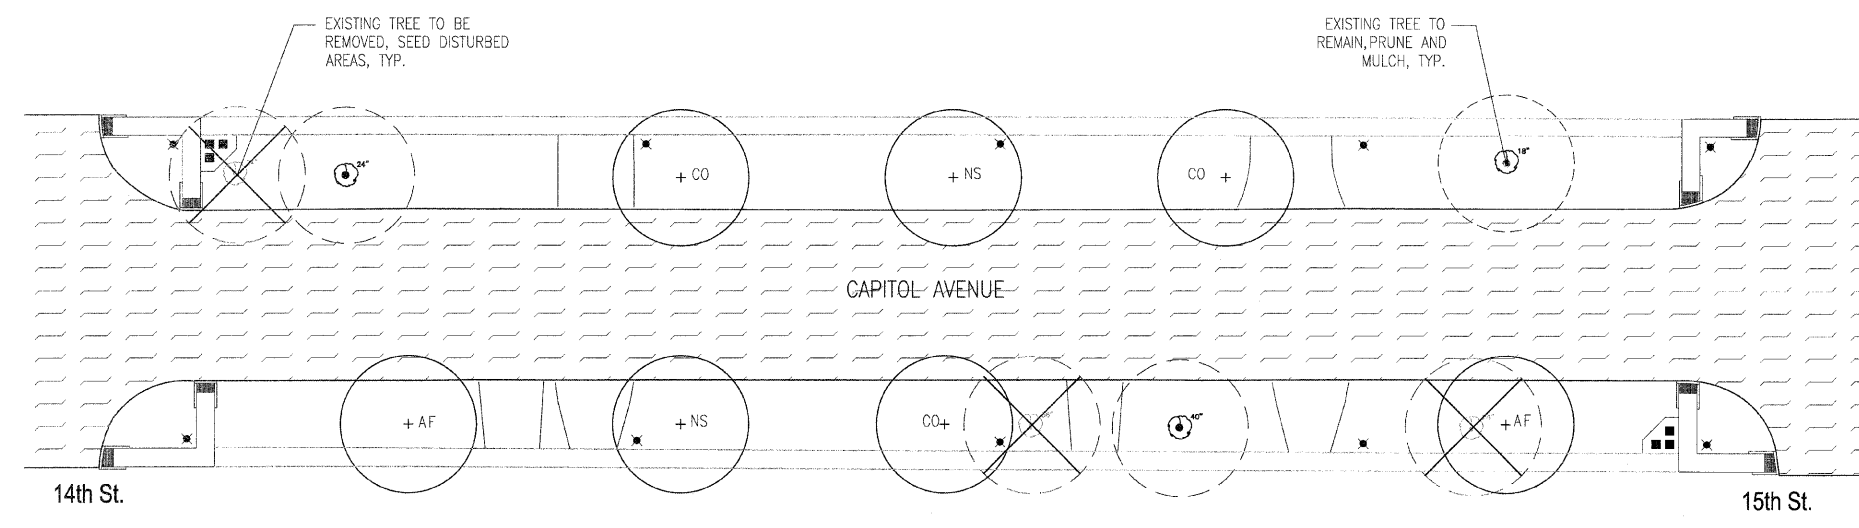 EXISTING TREE TO BE
REMOVED, SEED DISTURBED
AREAS, TYP.
EXISTING TREE TO
REMAIN, PRUNE AND
MULCH, TYP.
24"
CO
NS
CO
18"
CAPITOL AVENUE
AF
NS
CO
40"
AF
14th St.
15th St.